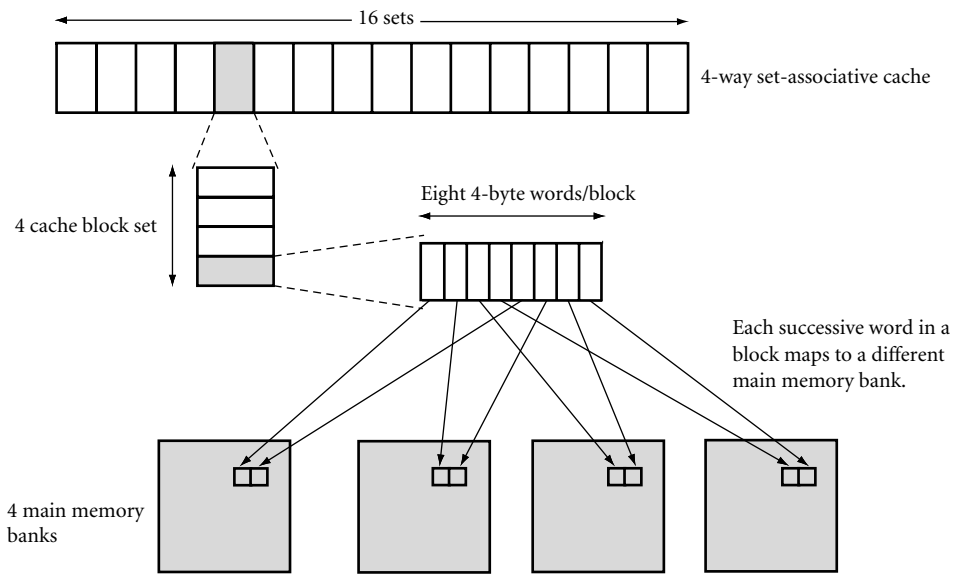 16 sets
4-way set-associative cache
4 cache block set
Eight 4-byte words/block
Each successive word in a
block maps to a different
main memory bank.
4 main memory
banks